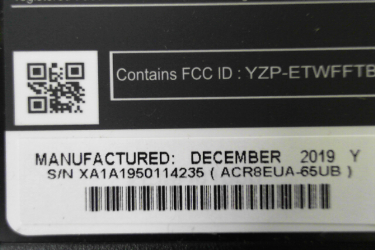 Contains FCC ID : YZP-ETWFFTB
MANUFACTURED: DECEMBER 2019 Y
S/N XA1A1950114235 ( ACR8EUA-65UB )